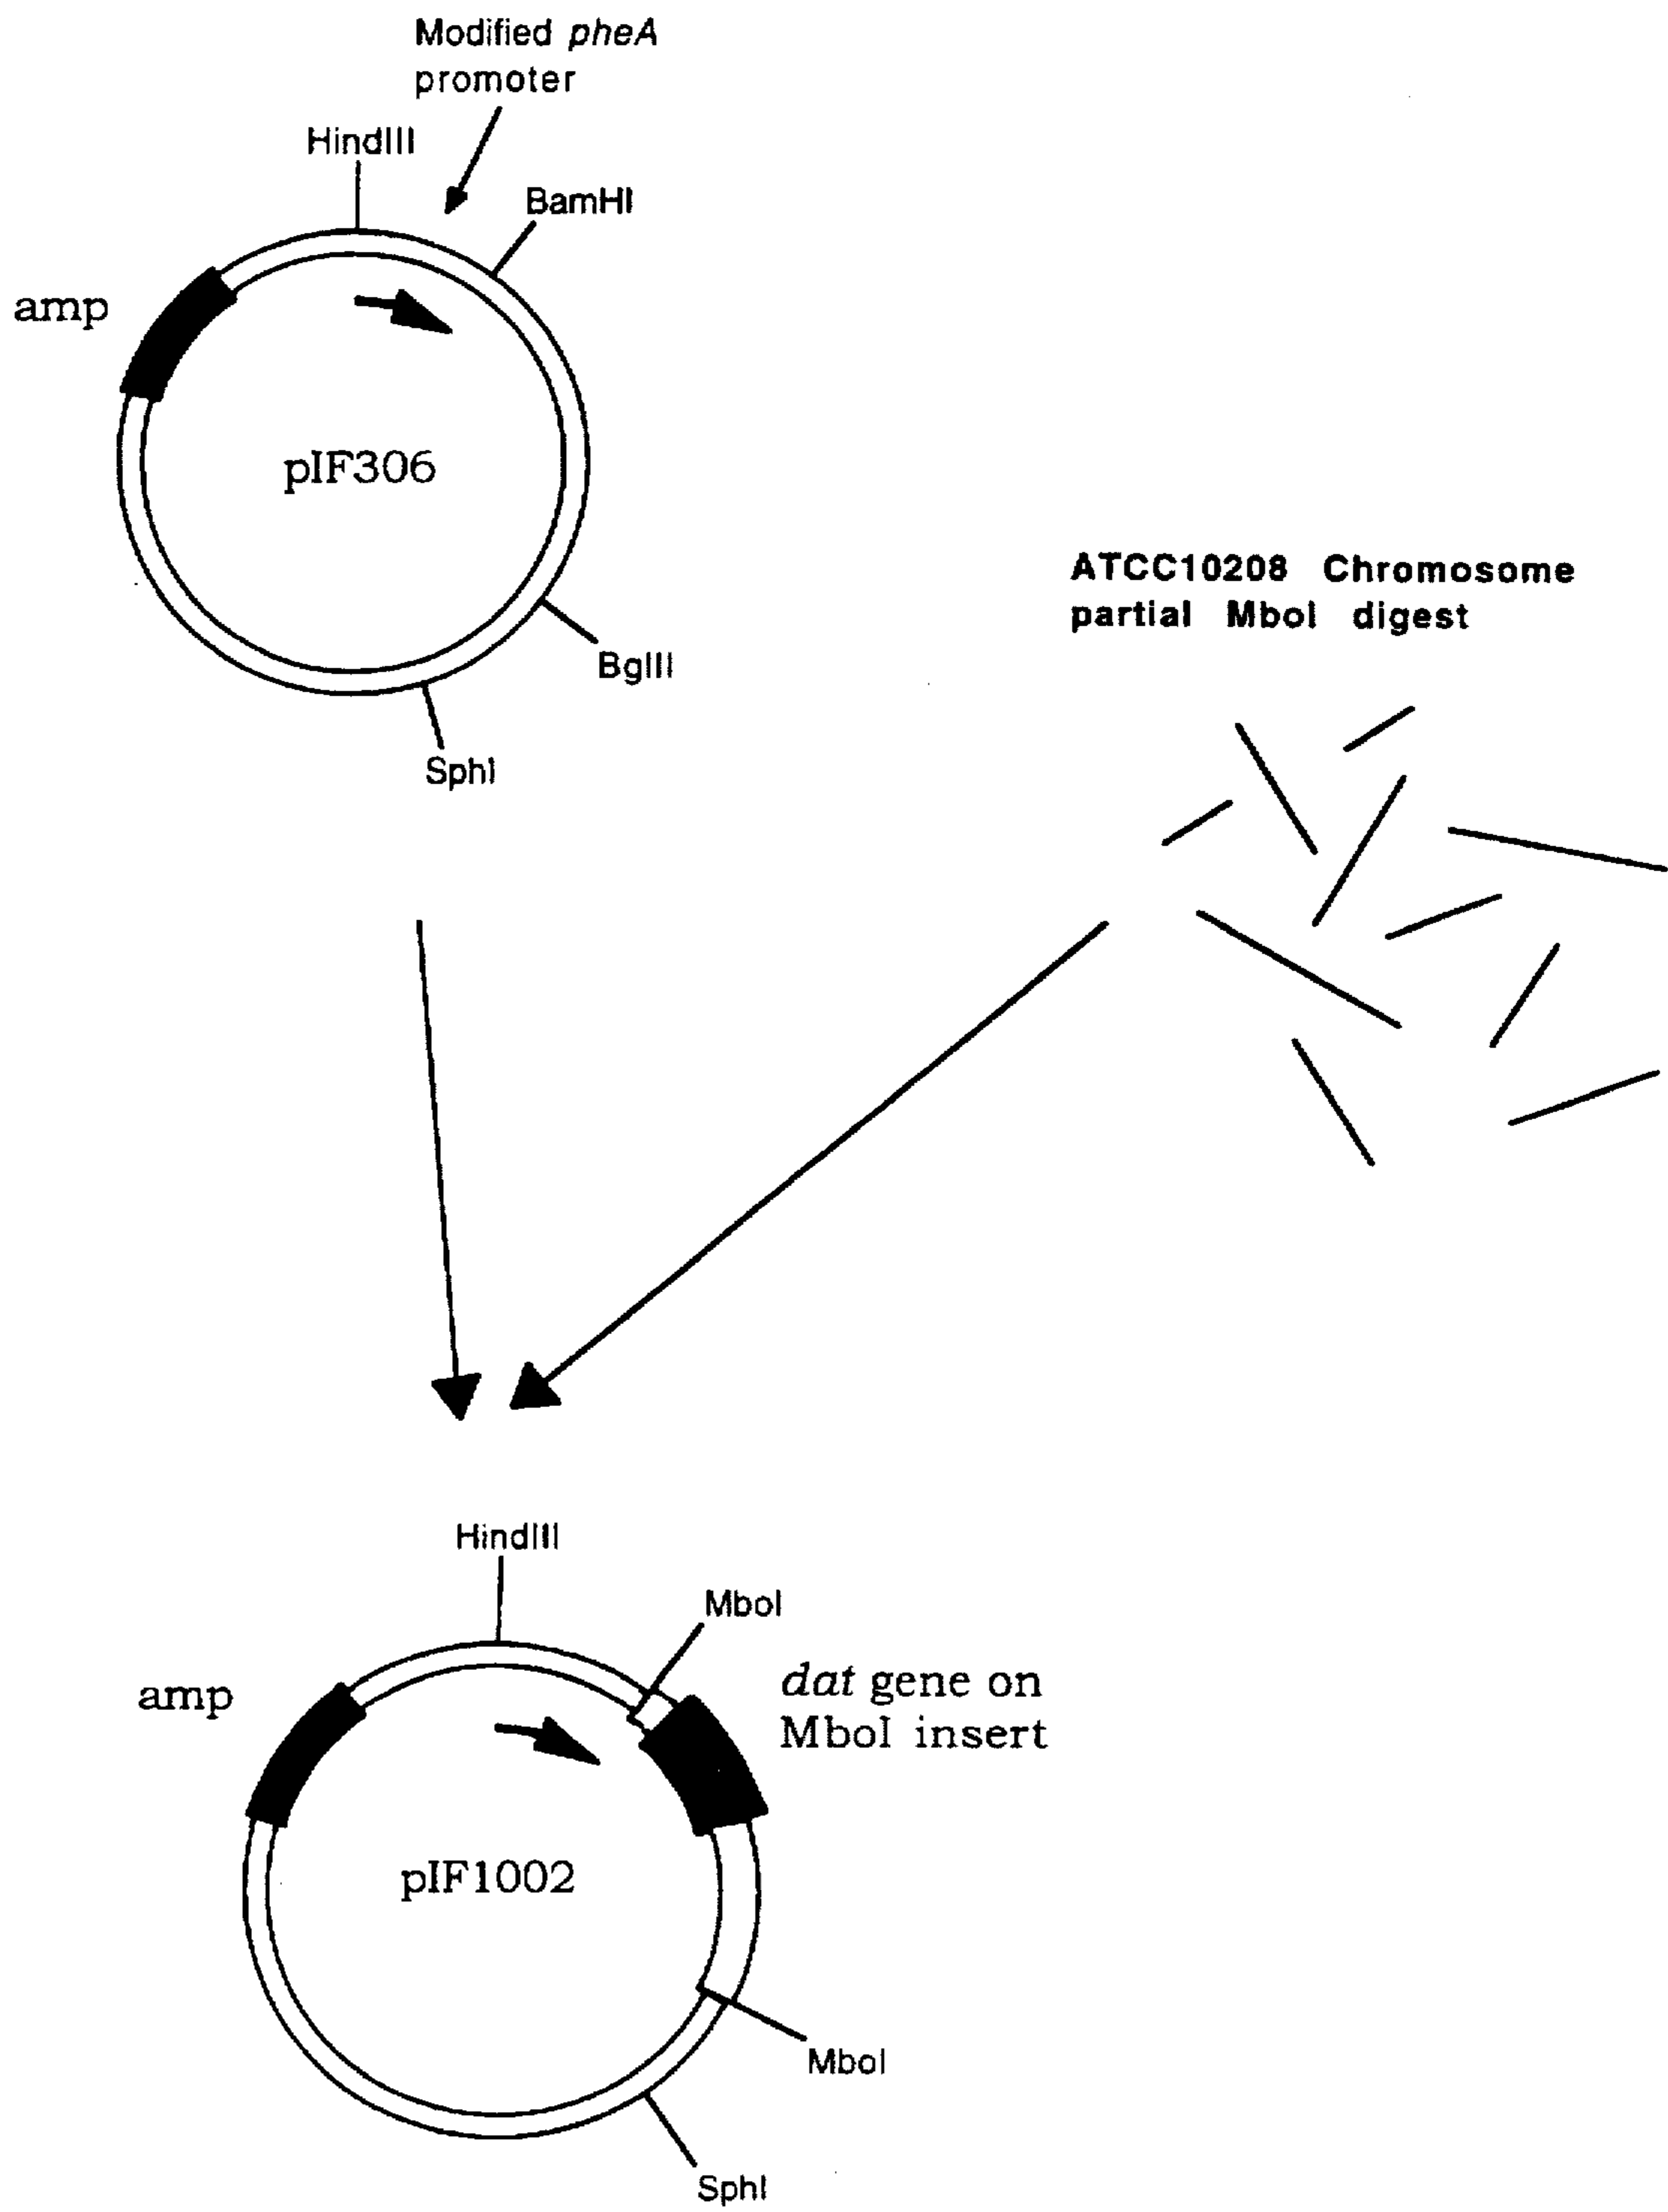 Modified pheA
promoter
HindIII
BamHI
amp
pIF306
BglII
SphI
ATCC10208 Chromosome
partial MboI digest
HindIII
MboI
amp
dat gene on
MboI insert
pIF1002
MboI
SphI